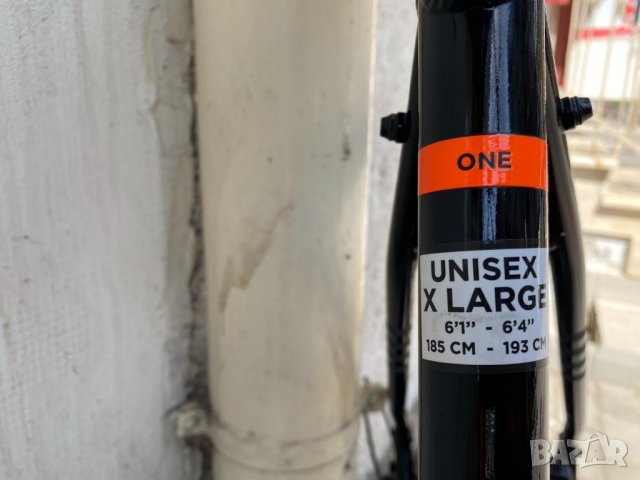 ONE
UNISEX
X LARGE
6'1" - 6'4"
185 CM - 193 CM
BAZAR